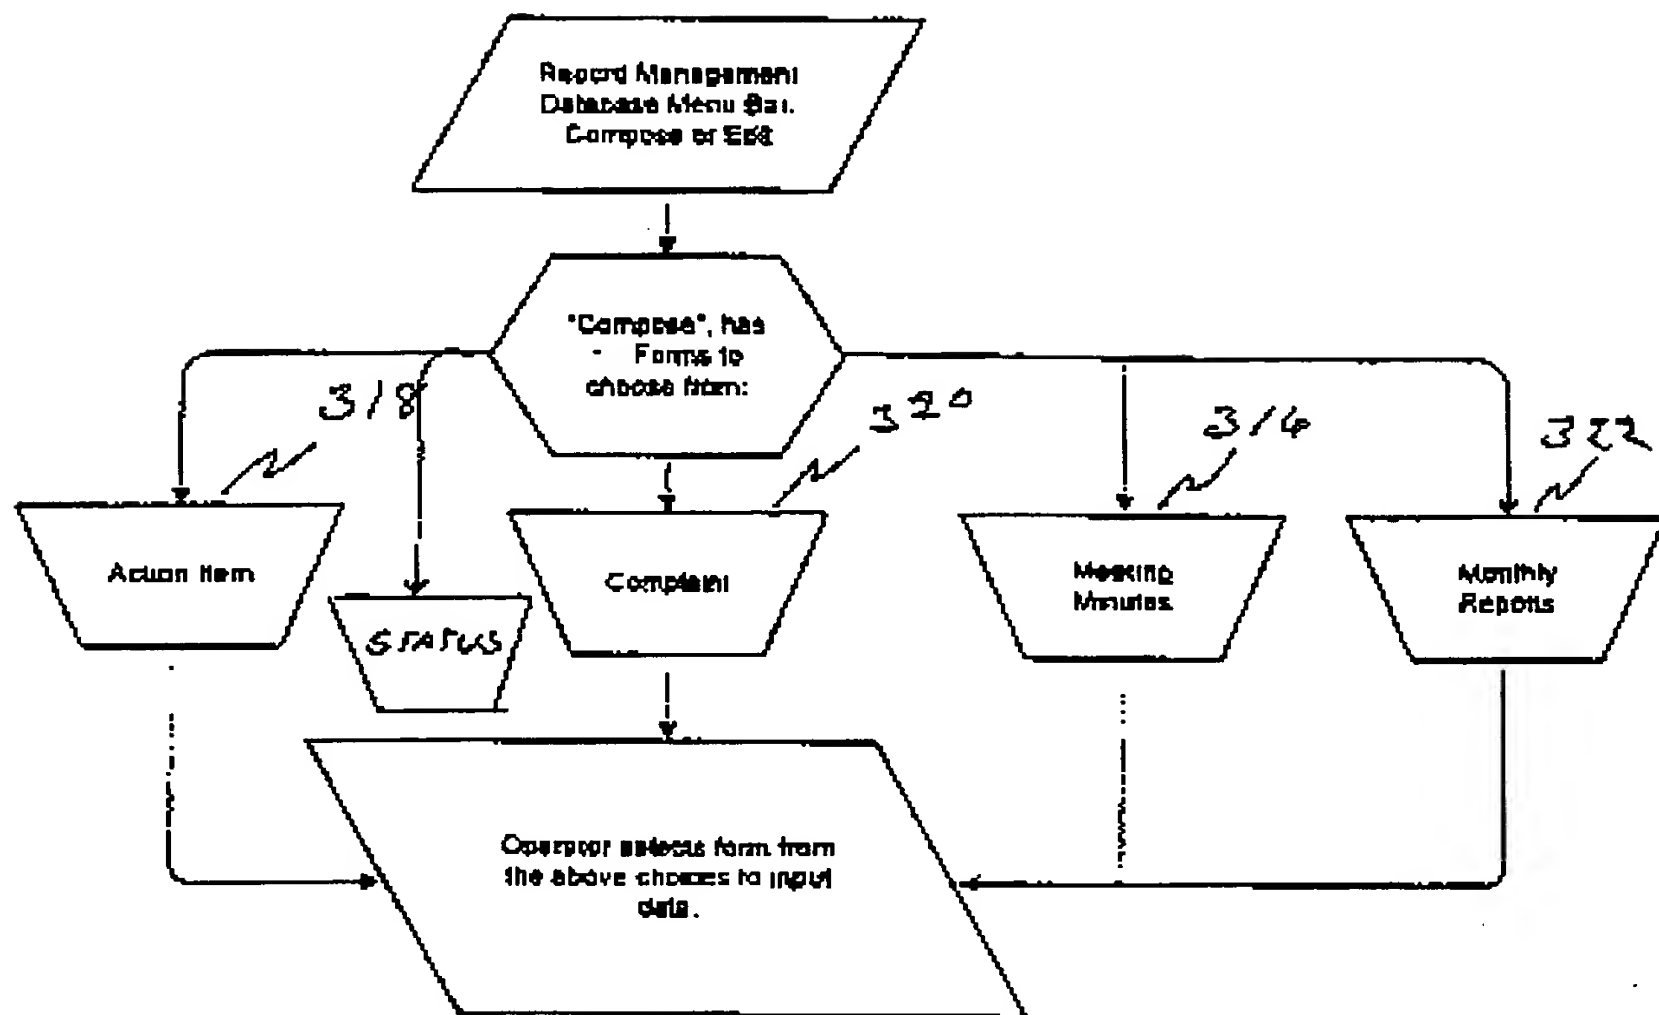 Record Management
Database Menu Bar.
Compose or Edit
"Compose", has
Forms to
choose from:
318
320
316
322
Action Item
STATUS
Complaint
Meeting
Minutes.
Monthly
Reports
Operator selects form from
the above choices to input
data.